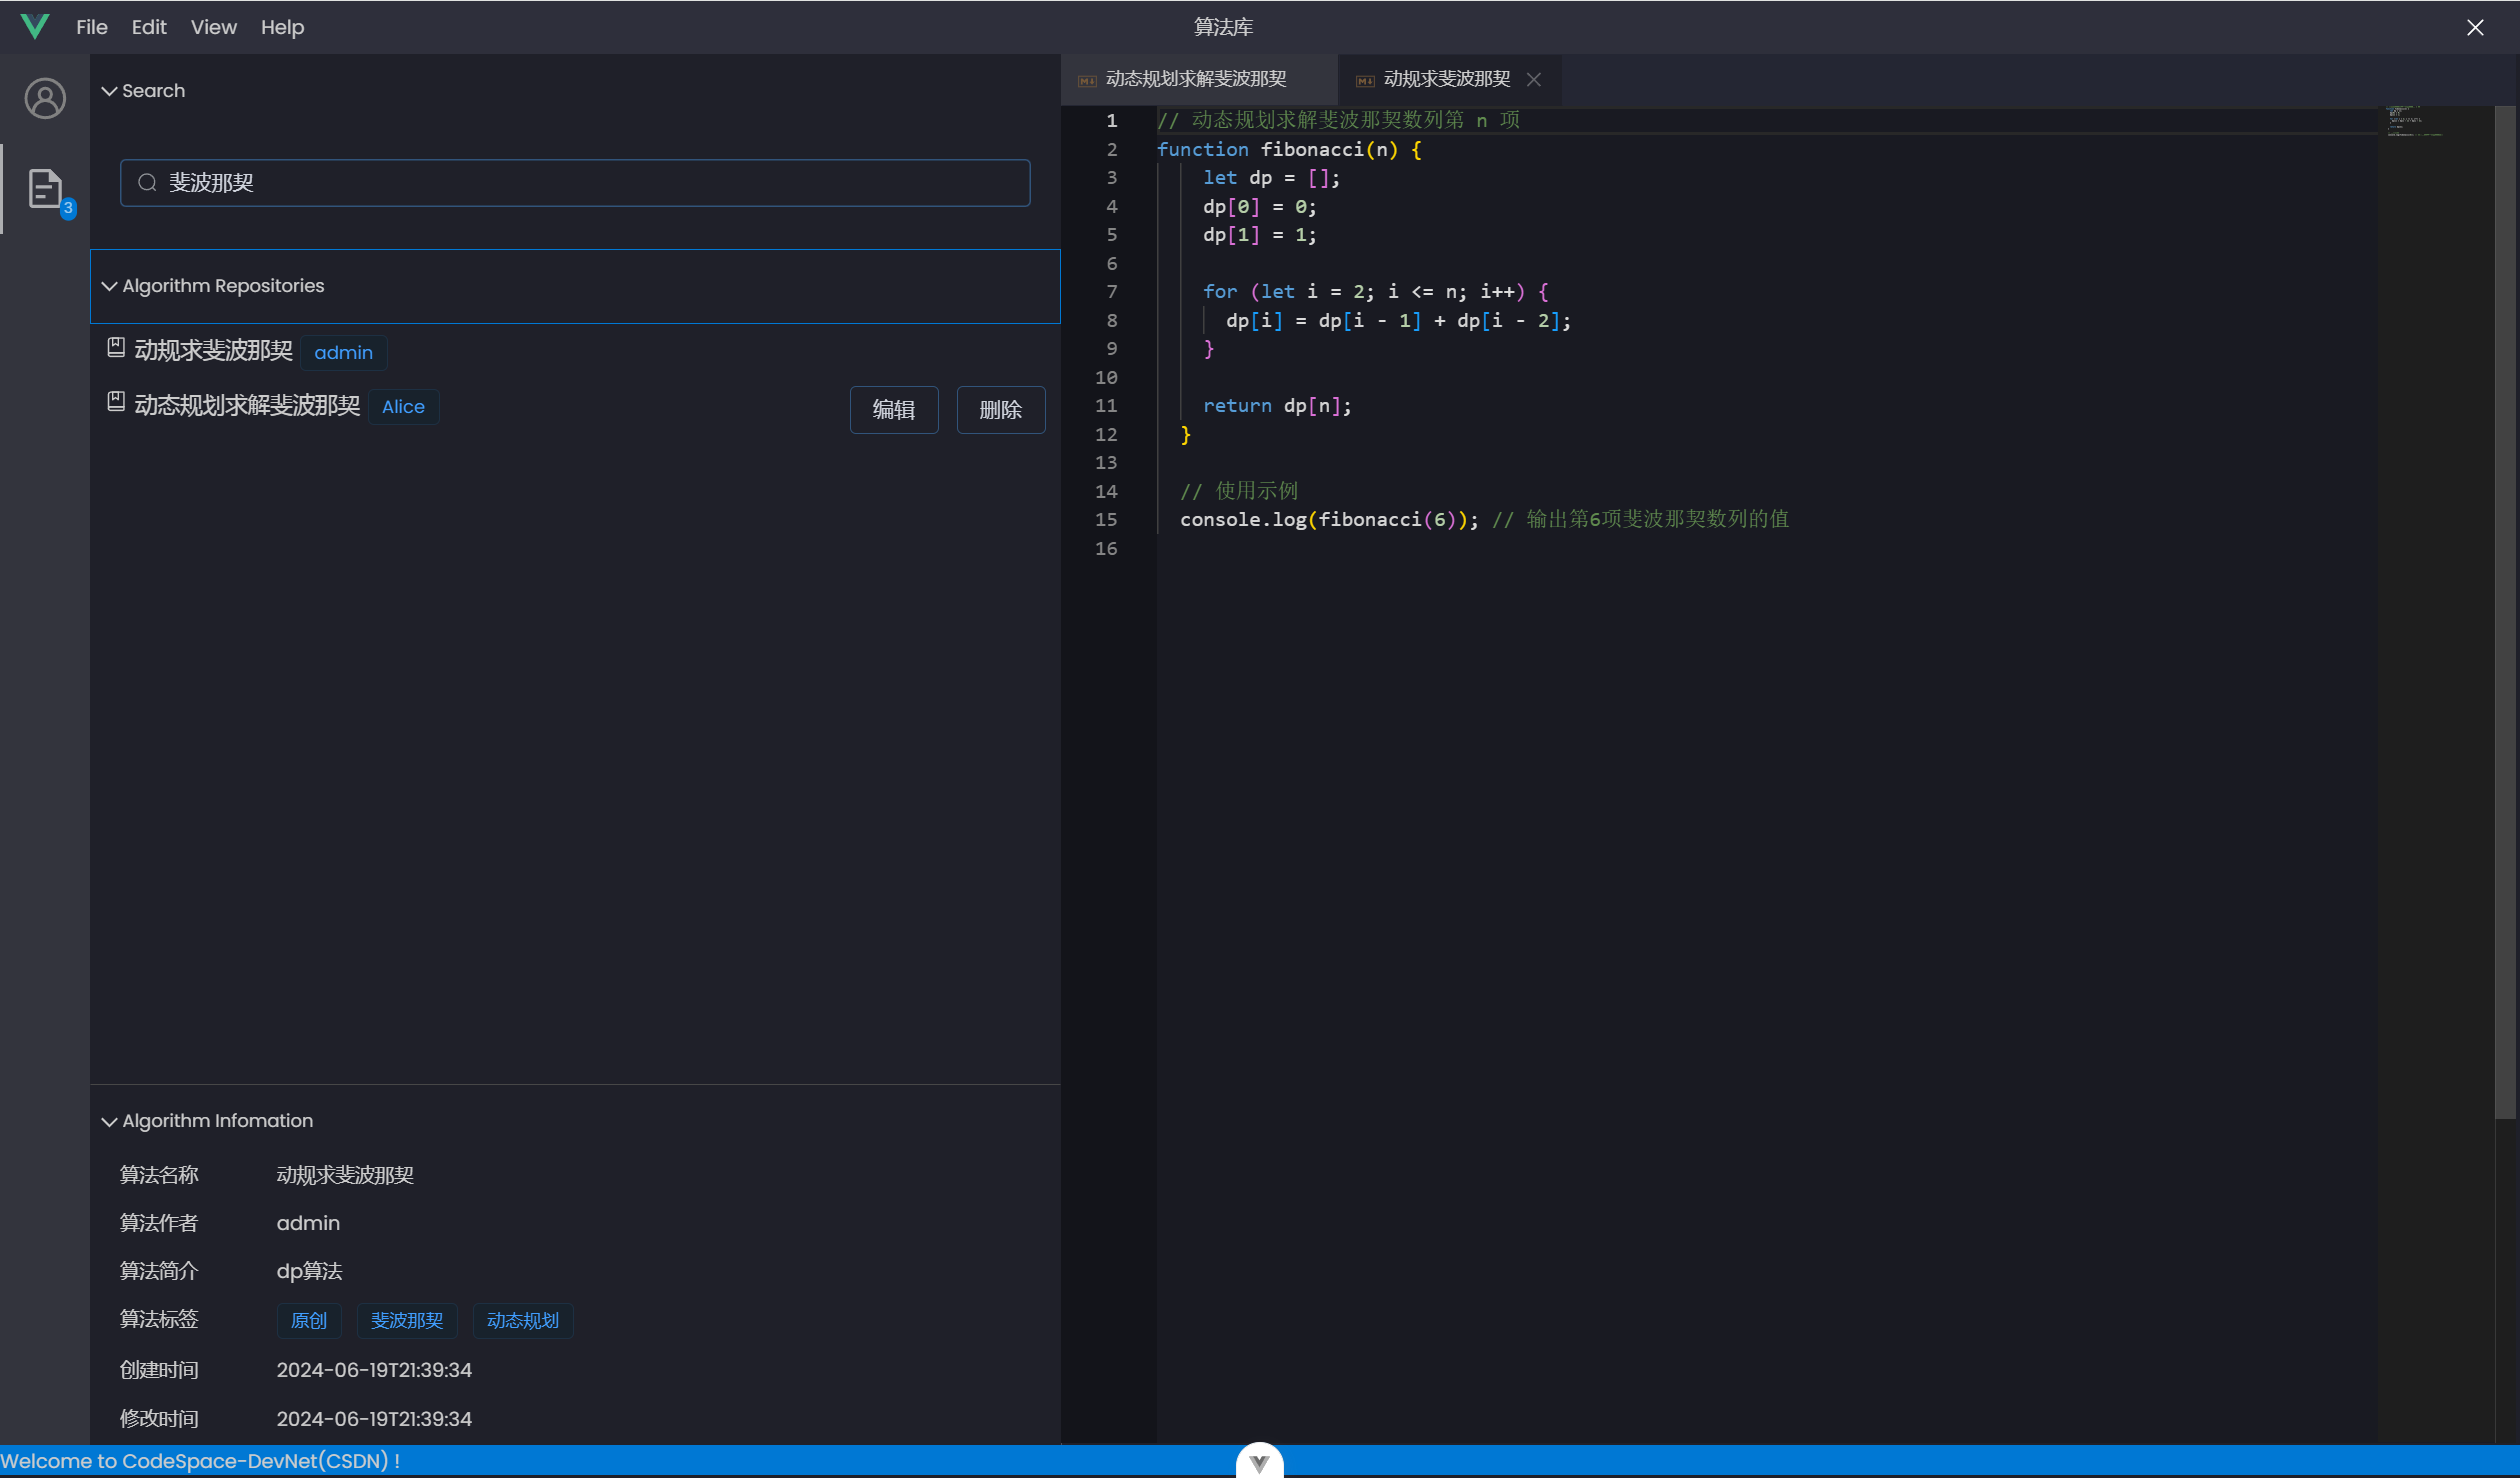 File Edit View Help
算法库
Search
斐波那契
Algorithm Repositories
动规求斐波那契 admin
动态规划求解斐波那契 Alice 编辑 删除
3
Algorithm Infomation
算法名称 动规求斐波那契
算法作者 admin
算法简介 dp算法
算法标签 原创 斐波那契 动态规划
创建时间 2024-06-19T21:39:34
修改时间 2024-06-19T21:39:34
动态规划求解斐波那契 动规求斐波那契
1 // 动态规划求解斐波那契数列第 n 项
2 function fibonacci(n) {
3 let dp = [];
4 dp[0] = 0;
5 dp[1] = 1;
6
7 for (let i = 2; i <= n; i++) {
8 dp[i] = dp[i - 1] + dp[i - 2];
9 }
10
11 return dp[n];
12 }
13
14 // 使用示例
15 console.log(fibonacci(6)); // 输出第6项斐波那契数列的值
16
Welcome to CodeSpace-DevNet(CSDN) !